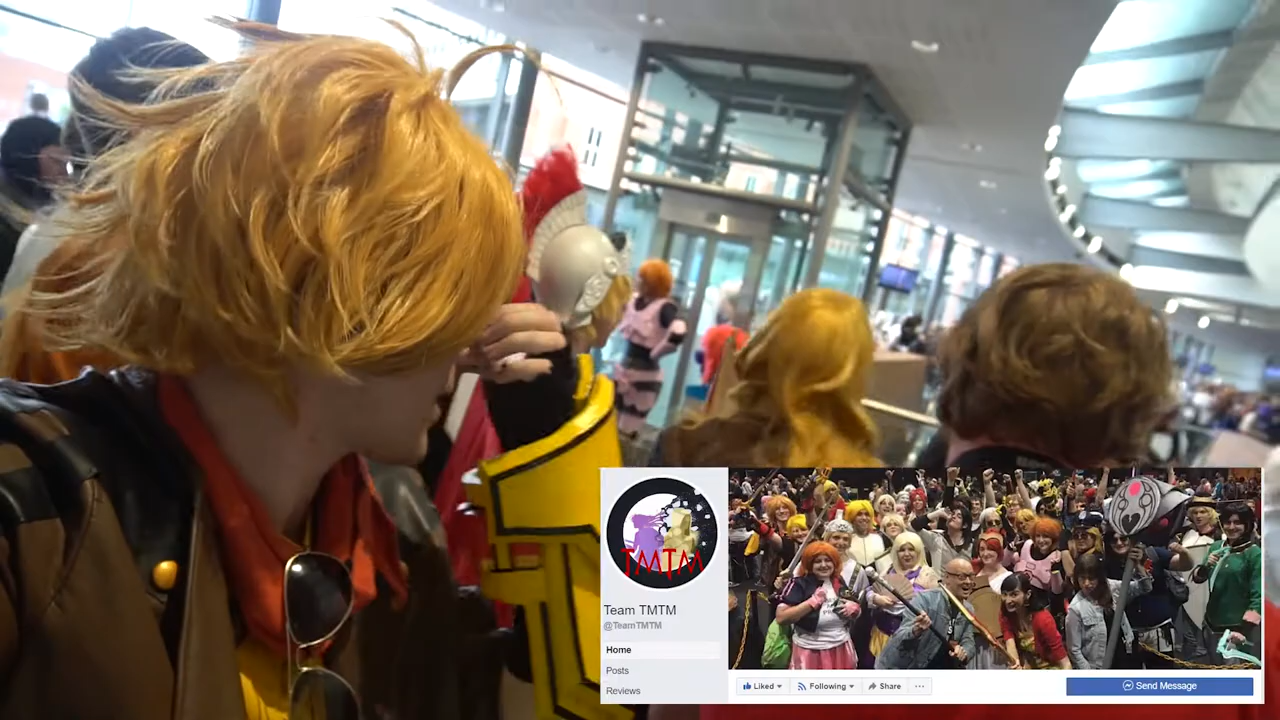 TMTM
Team TMTM
@TeamTMTM
Home
Posts
Reviews
Liked
Following
Share
Send Message